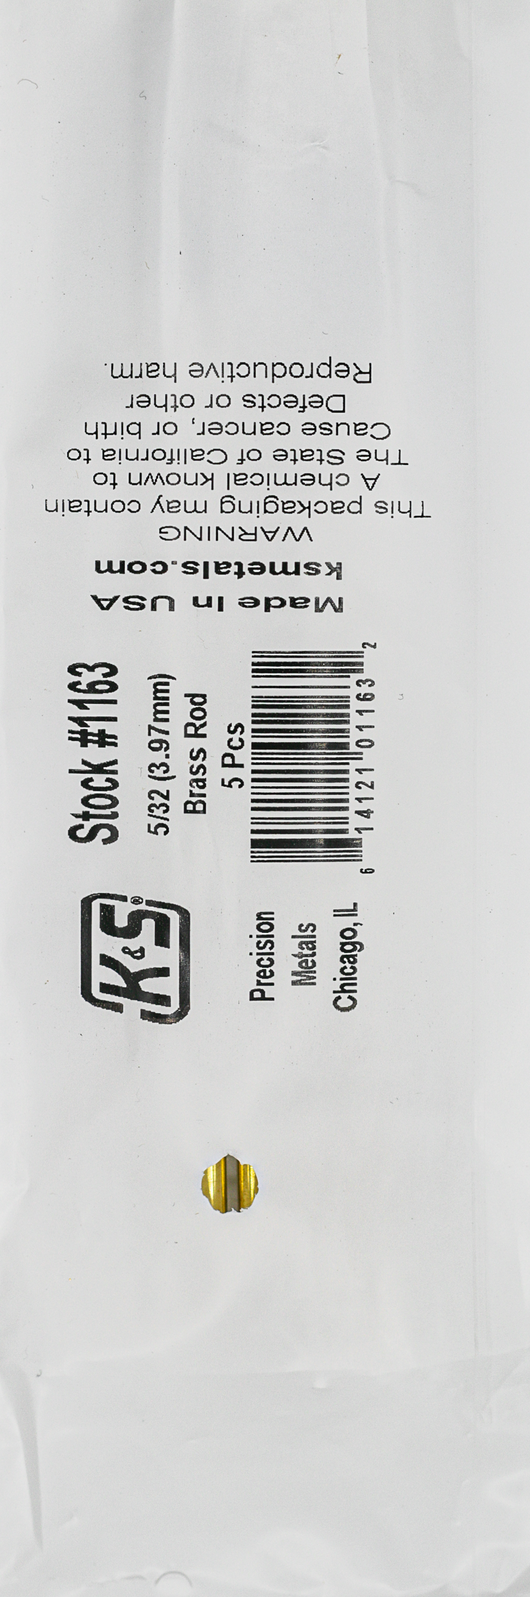 K&S®
Precision
Metals
Chicago, IL
Stock #1163
5/32 (3.97mm)
Brass Rod
5 Pcs
6 14121 01163 2
Made In USA
ksmetals.com
WARNING
This packaging may contain
A chemical known to
The State of California to
Cause cancer, or birth
Defects or other
Reproductive harm.